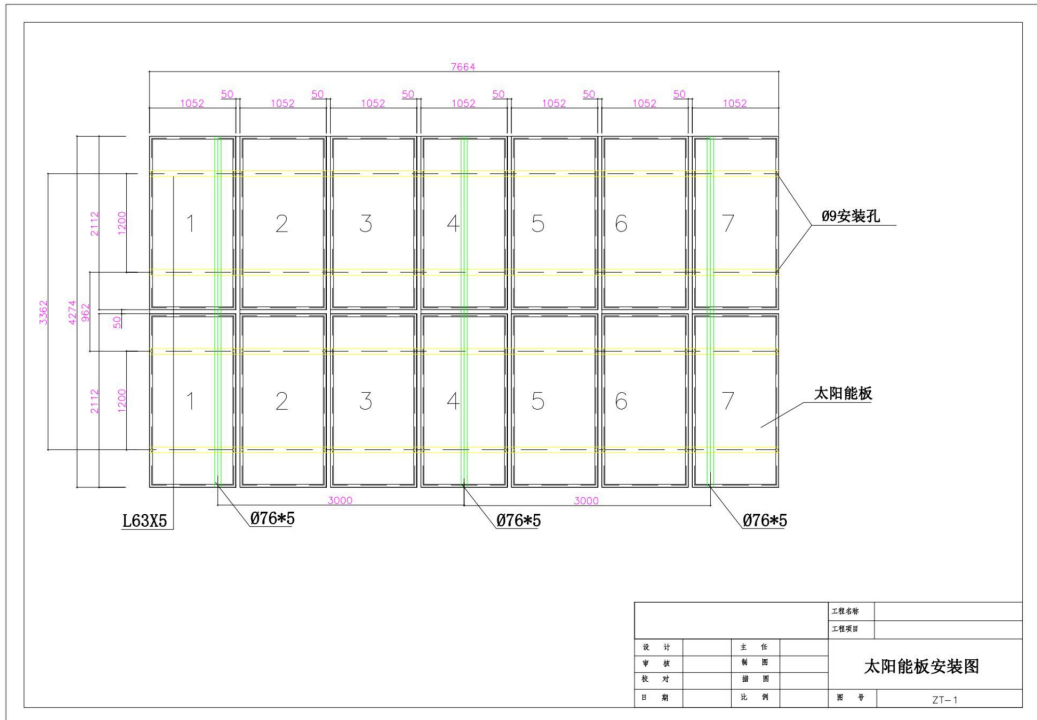 7664
50 50 50 50 50 50
1052 1052 1052 1052 1052 1052 1052
2112
1200
1 2 3 4 5 6 7
Ø9安装孔
3362
4274
962
50
2112
1200
1 2 3 4 5 6 7
太阳能板
3000 3000
L63X5
Ø76*5 Ø76*5 Ø76*5
工程名称
工程项目
设 计 主 任
审 核 制 图
校 对 描 图
日 期 比 例
太阳能板安装图
图 号 ZT-1